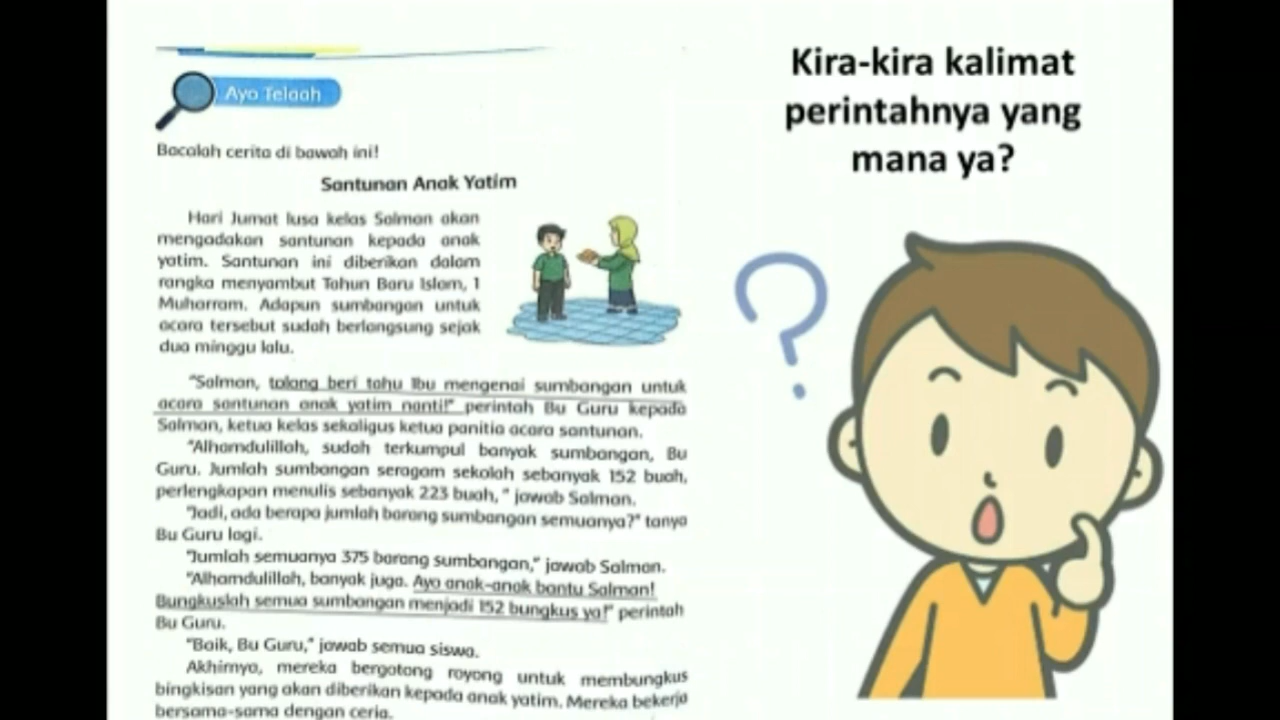 Ayo Telaah
Bacalah cerita di bawah ini!
Santunan Anak Yatim
Hari Jumat lusa kelas Salman akan
mengadakan santunan kepada anak
yatim. Santunan ini diberikan dalam
rangka menyambut Tahun Baru Islam, 1
Muharram. Adapun sumbangan untuk
acara tersebut sudah berlangsung sejak
dua minggu lalu.
"Salman, tolong beri tahu Ibu mengenai sumbangan untuk
acara santunan anak yatim nanti!" perintah Bu Guru kepada
Salman, ketua kelas sekaligus ketua panitia acara santunan.
"Alhamdulillah, sudah terkumpul banyak sumbangan, Bu
Guru. Jumlah sumbangan seragam sekolah sebanyak 152 buah,
perlengkapan menulis sebanyak 223 buah, " jawab Salman.
"Jadi, ada berapa jumlah barang sumbangan semuanya?" tanya
Bu Guru lagi.
"Jumlah semuanya 375 barang sumbangan," jawab Salman.
"Alhamdulillah, banyak juga. Ayo anak-anak bantu Salman!
Bungkuslah semua sumbangan menjadi 152 bungkus ya!" perintah
Bu Guru.
"Baik, Bu Guru," jawab semua siswa.
Akhirnya, mereka bergotong royong untuk membungkus
bingkisan yang akan diberikan kepada anak yatim. Mereka bekerja
bersama-sama dengan ceria.
Kira-kira kalimat
perintahnya yang
mana ya?